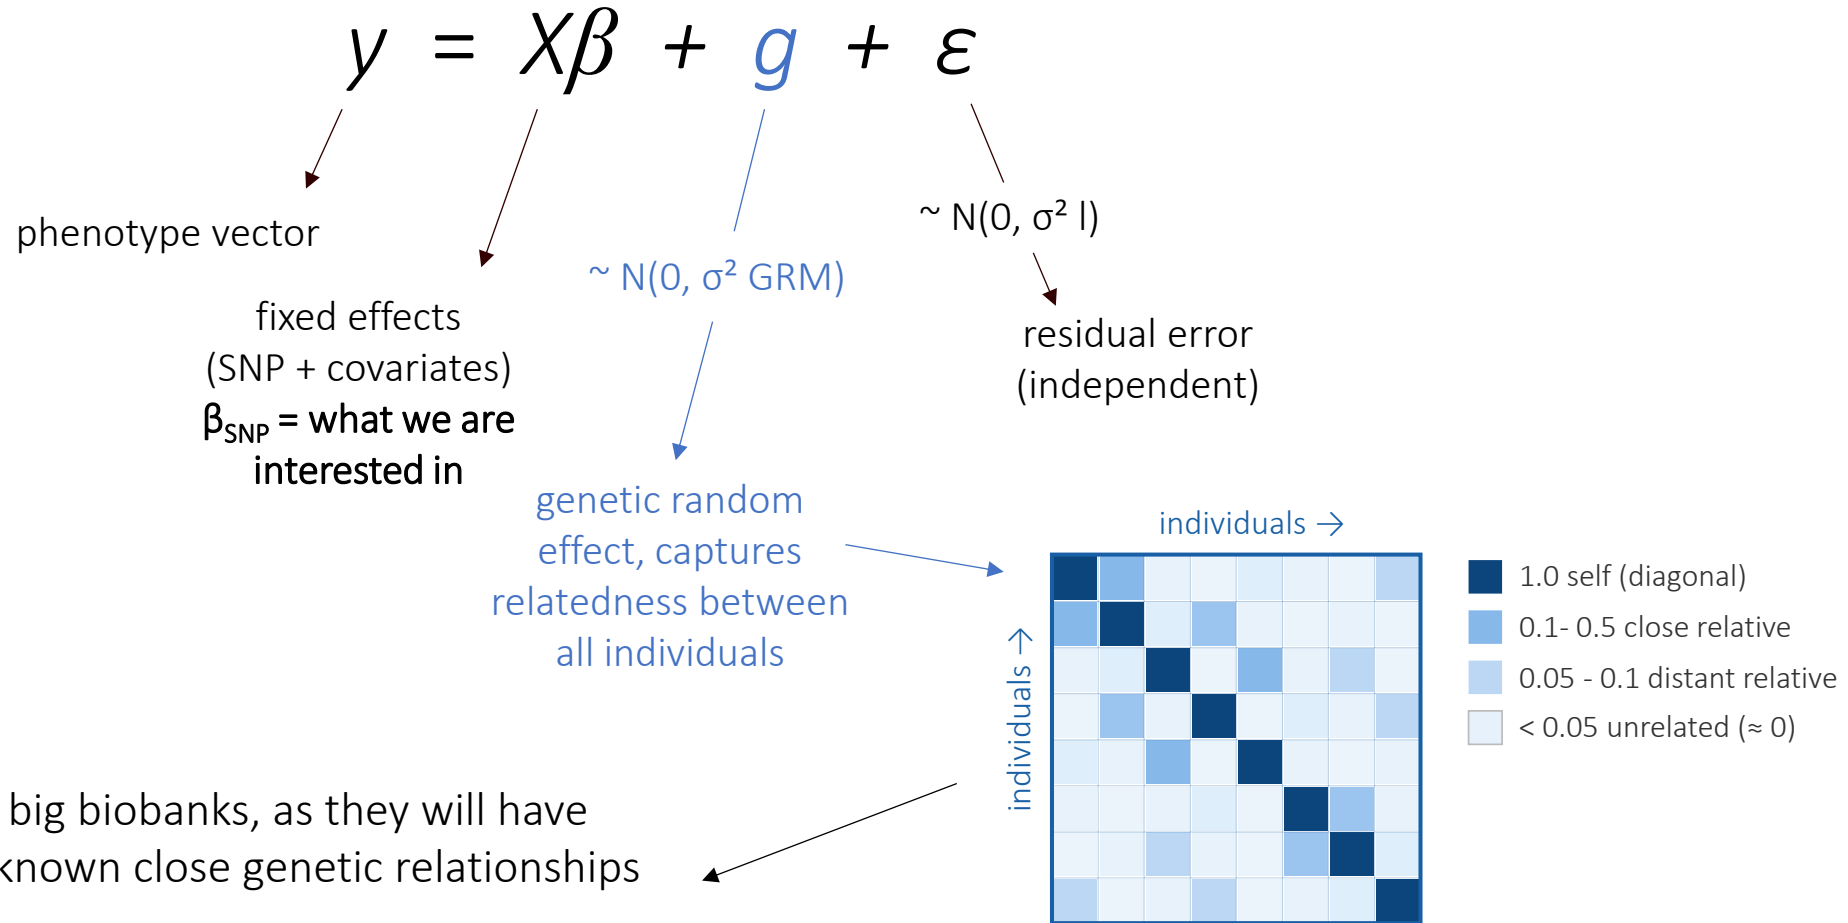 y = Xβ + g + ε
phenotype vector
fixed effects
(SNP + covariates)
βSNP = what we are
interested in
~ N(0, σ² GRM)
genetic random
effect, captures
relatedness between
all individuals
~ N(0, σ² I)
residual error
(independent)
individuals →
individuals →
1.0 self (diagonal)
0.1- 0.5 close relative
0.05 - 0.1 distant relative
< 0.05 unrelated (≈ 0)
big biobanks, as they will have
known close genetic relationships